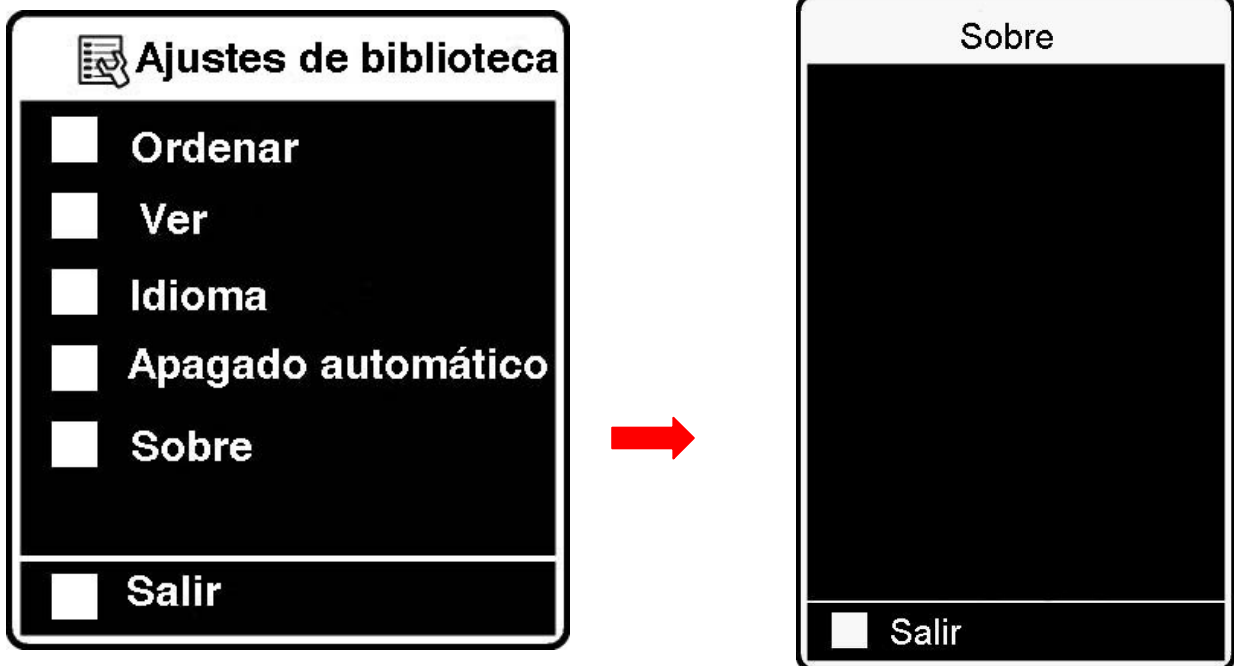 Ajustes de biblioteca
Ordenar
Ver
Idioma
Apagado automático
Sobre
Salir
Sobre
Salir